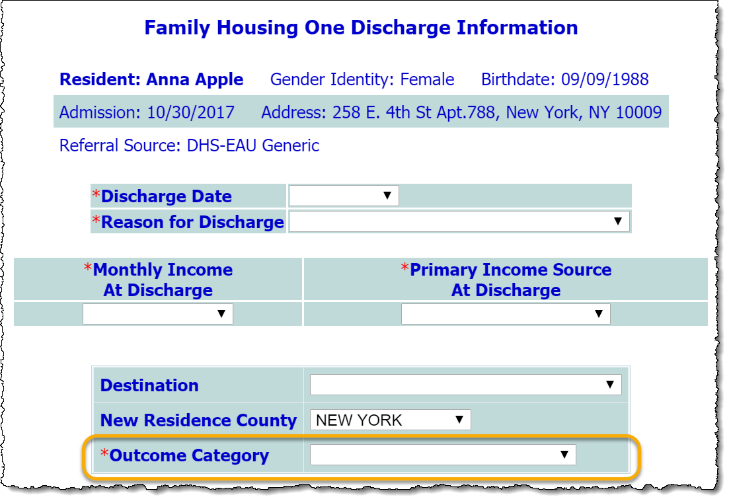 Family Housing One Discharge Information
Resident: Anna Apple Gender Identity: Female Birthdate: 09/09/1988
Admission: 10/30/2017 Address: 258 E. 4th St Apt.788, New York, NY 10009
Referral Source: DHS-EAU Generic
*Discharge Date
*Reason for Discharge
*Monthly Income
At Discharge
*Primary Income Source
At Discharge
Destination
New Residence County NEW YORK
*Outcome Category